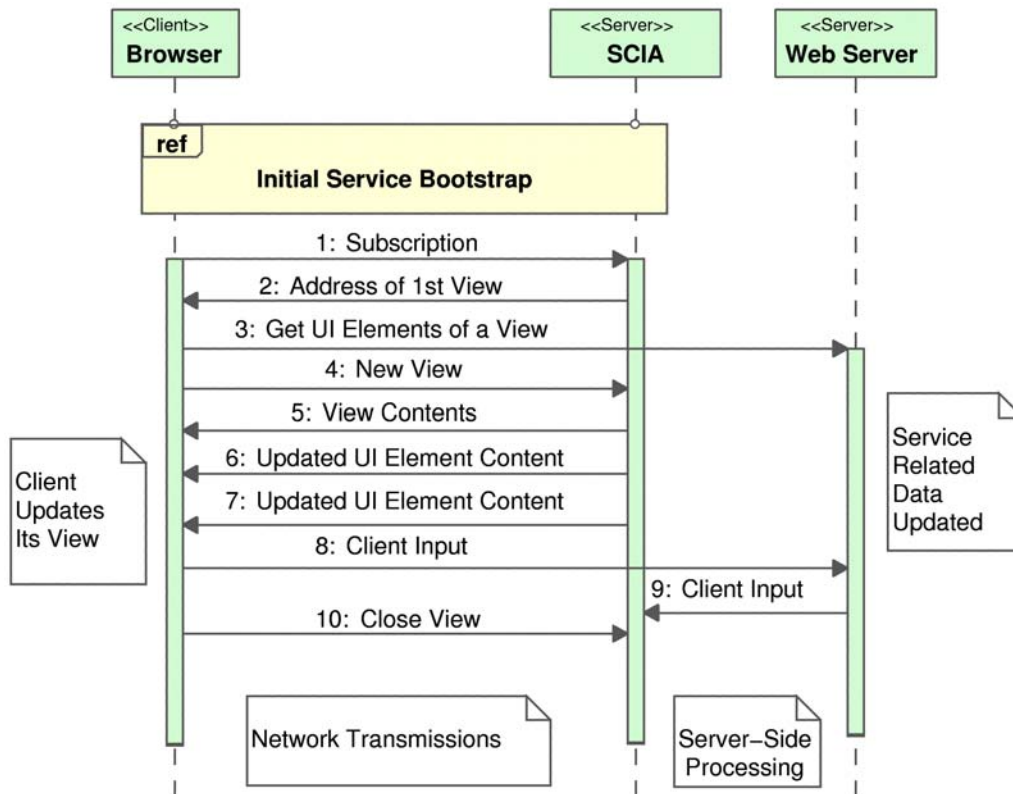 <<Client>>
Browser
<<Server>>
SCIA
<<Server>>
Web Server
ref
Initial Service Bootstrap
1: Subscription
2: Address of 1st View
3: Get UI Elements of a View
4: New View
5: View Contents
6: Updated UI Element Content
7: Updated UI Element Content
8: Client Input
9: Client Input
10: Close View
Client
Updates
Its View
Service
Related
Data
Updated
Network Transmissions
Server-Side
Processing